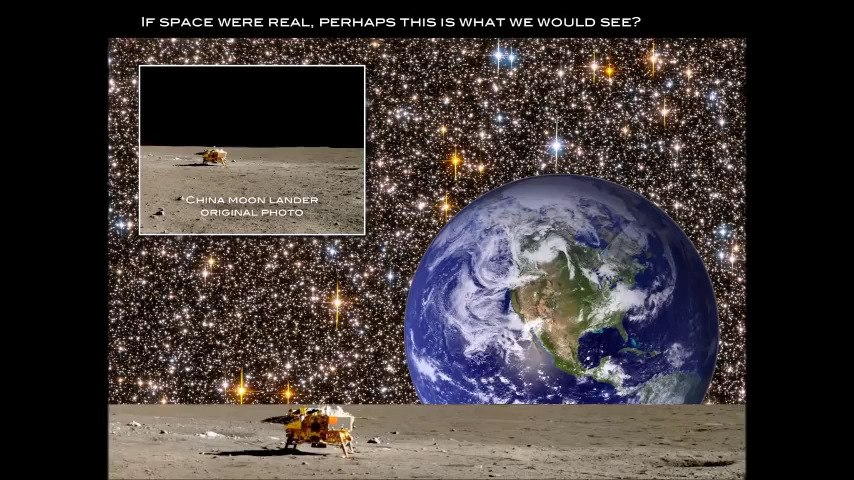 If space were real, perhaps this is what we would see?
*China moon lander
original photo